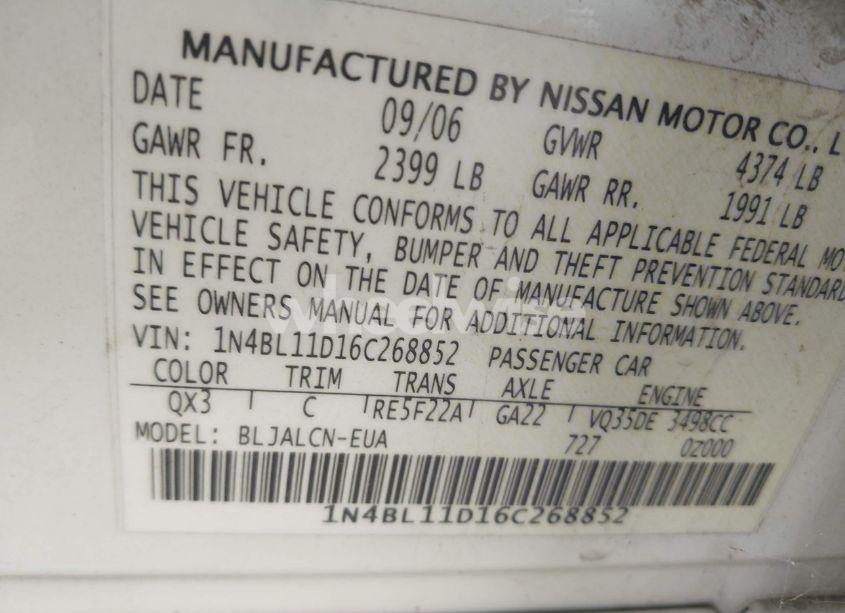 MANUFACTURED BY NISSAN MOTOR CO., L
DATE 09/06 GVWR 4374 LB
GAWR FR. 2399 LB GAWR RR. 1991 LB
THIS VEHICLE CONFORMS TO ALL APPLICABLE FEDERAL MO
VEHICLE SAFETY, BUMPER AND THEFT PREVENTION STANDARD
IN EFFECT ON THE DATE OF MANUFACTURE SHOWN ABOVE.
SEE OWNERS MANUAL FOR ADDITIONAL INFORMATION.
VIN: 1N4BL11D16C268852 PASSENGER CAR
COLOR TRIM TRANS AXLE ENGINE
QX3 C RE5F22A GA22 VQ35DE 3498CC
MODEL: BLJALCN-EUA 727 0Z000
1N4BL11D16C268852